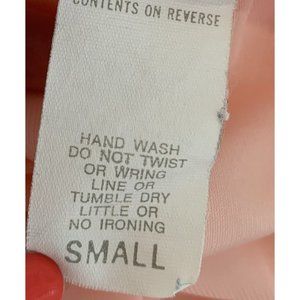 CONTENTS ON REVERSE
HAND WASH
DO NOT TWIST
OR WRING
LINE OR
TUMBLE DRY
LITTLE OR
NO IRONING
SMALL